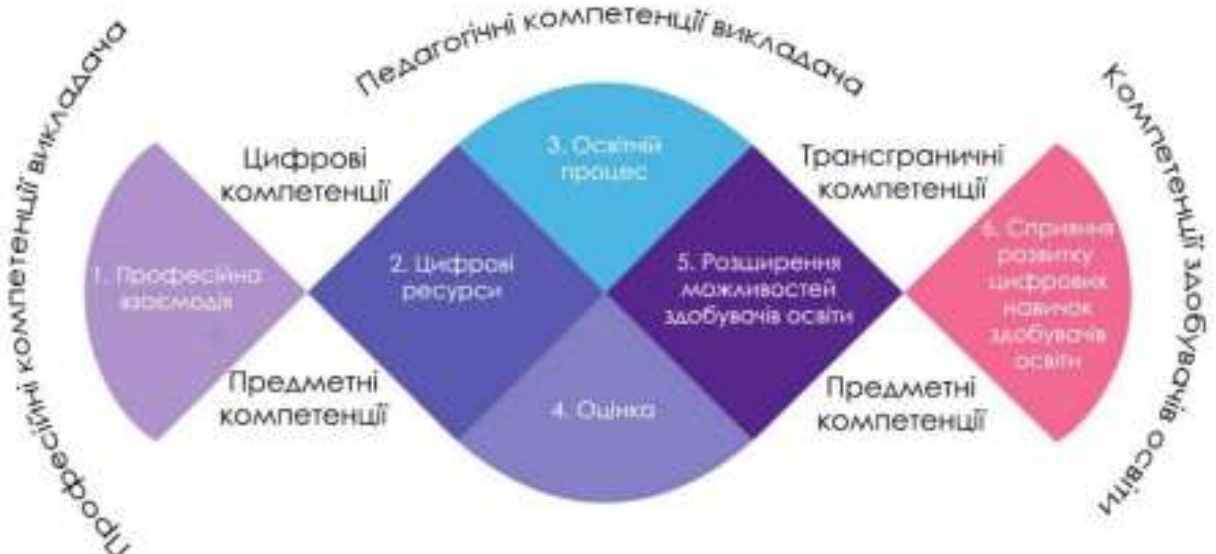 Професійні компетенції викладача
Педагогічні компетенції викладача
Компетенції здобувачів освіти
Цифрові
компетенції
Предметні
компетенції
1. Професійна
взаємодія
2. Цифрові
ресурси
3. Освітній
процес
4. Оцінка
5. Розширення
можливостей
здобувачів освіти
Трансграничні
компетенції
Предметні
компетенції
6. Сприяння
розвитку
цифрових
навичок
здобувачів
освіти